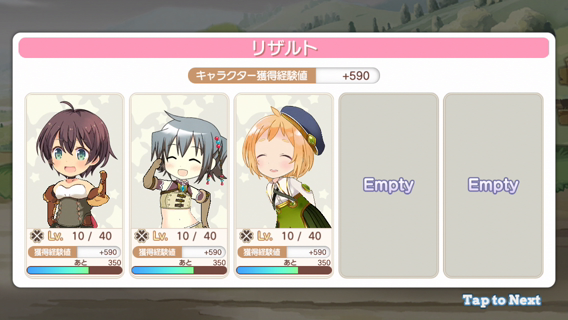 リザルト
キャラクター獲得経験値 +590
Empty Empty
Lv. 10 / 40 Lv. 10 / 40 Lv. 10 / 40
獲得経験値 +590 獲得経験値 +590 獲得経験値 +590
あと 350 あと 350 あと 350
Tap to Next